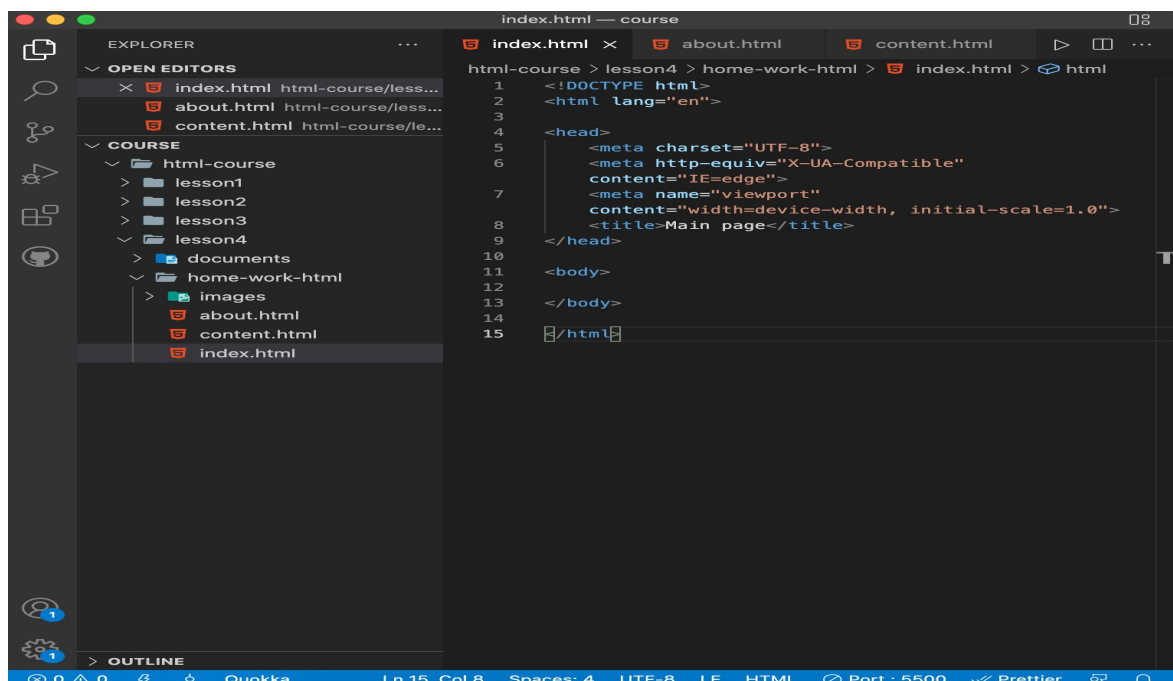 index.html — course
EXPLORER ...
index.html × about.html content.html ...
OPEN EDITORS
html-course > lesson4 > home-work-html > index.html > html
× index.html html-course/less...
about.html html-course/less...
content.html html-course/le...
COURSE
html-course
lesson1
lesson2
lesson3
lesson4
documents
home-work-html
images
about.html
content.html
index.html
1 <!DOCTYPE html>
2 <html lang="en">
3
4 <head>
5 <meta charset="UTF-8">
6 <meta http-equiv="X-UA-Compatible"
content="IE=edge">
7 <meta name="viewport"
content="width=device-width, initial-scale=1.0">
8 <title>Main page</title>
9 </head>
10
11 <body>
12
13 </body>
14
15 </html>
1
1
OUTLINE
0 0 Quokka Ln 15, Col 8 Spaces: 4 UTF-8 LF HTML Port : 5500 Prettier